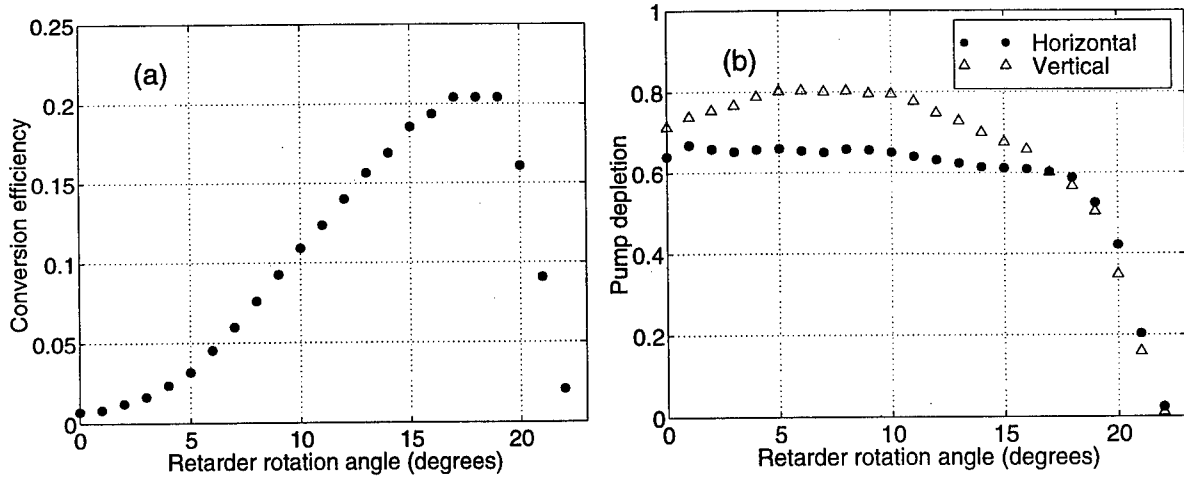 (a)
Conversion efficiency
0.25
0.2
0.15
0.1
0.05
0
0 5 10 15 20
Retarder rotation angle (degrees)
(b)
Horizontal
Vertical
Pump depletion
1
0.8
0.6
0.4
0.2
0
0 5 10 15 20
Retarder rotation angle (degrees)